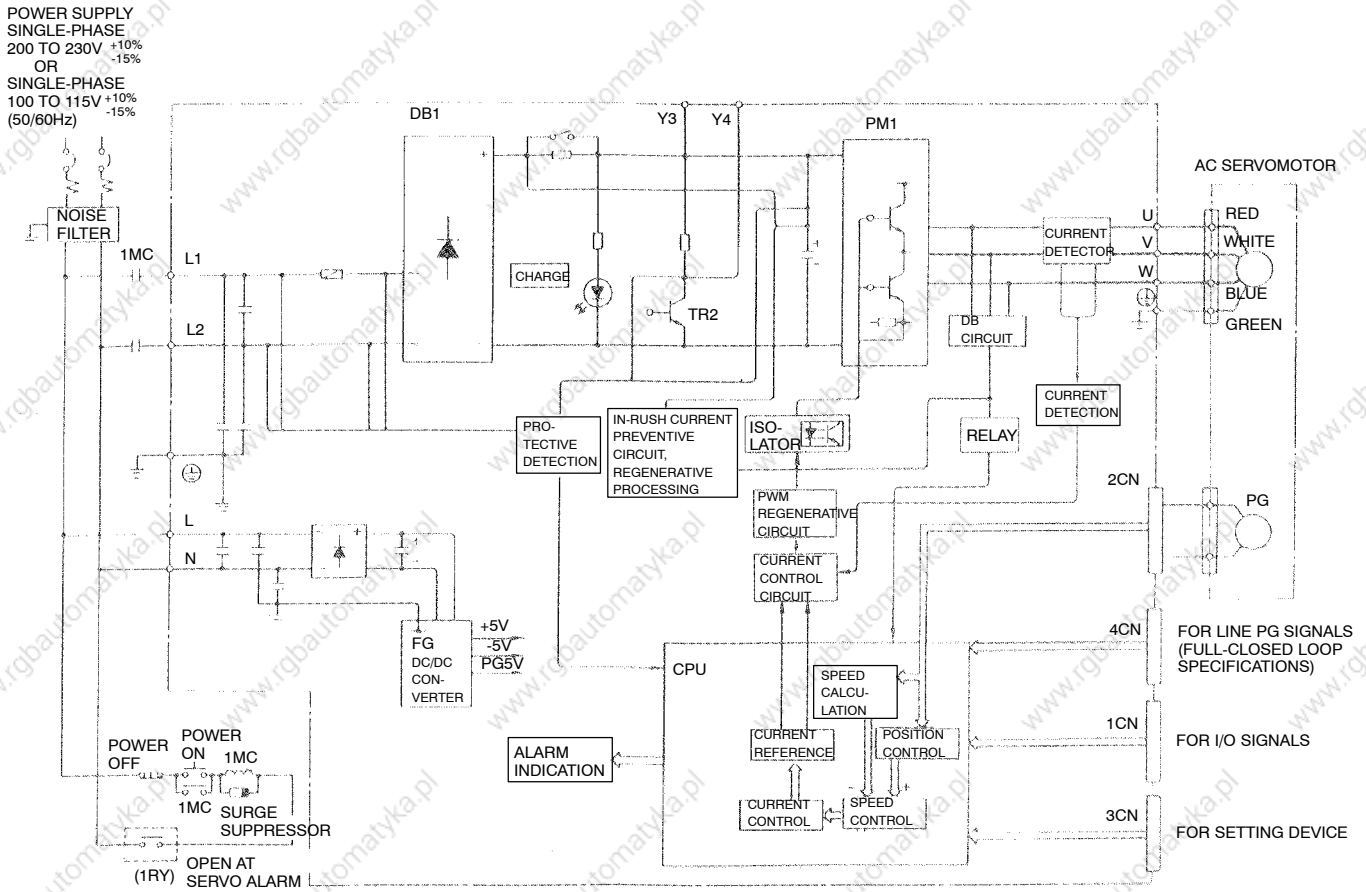 POWER SUPPLY
SINGLE-PHASE
200 TO 230V +10%
-15%
OR
SINGLE-PHASE
100 TO 115V +10%
-15%
(50/60Hz)
NOISE
FILTER
1MC
L1
L2
L
N
DB1
+
CHARGE
Y3
Y4
TR2
+
PM1
U
V
W
CURRENT
DETECTOR
DB
CIRCUIT
CURRENT
DETECTION
RELAY
AC SERVOMOTOR
RED
WHITE
BLUE
GREEN
PRO-
TECTIVE
DETECTION
IN-RUSH CURRENT
PREVENTIVE
CIRCUIT,
REGENERATIVE
PROCESSING
ISO-
LATOR
PWM
REGENERATIVE
CIRCUIT
CURRENT
CONTROL
CIRCUIT
2CN
PG
+
+
FG
DC/DC
CON-
VERTER
+5V
-5V
PG5V
CPU
SPEED
CALCU-
LATION
CURRENT
REFERENCE
POSITION
CONTROL
CURRENT
CONTROL
+
SPEED
CONTROL
ALARM
INDICATION
4CN
FOR LINE PG SIGNALS
(FULL-CLOSED LOOP
SPECIFICATIONS)
1CN
FOR I/O SIGNALS
3CN
FOR SETTING DEVICE
POWER
OFF
POWER
ON
1MC
1MC
SURGE
SUPPRESSOR
(1RY)
OPEN AT
SERVO ALARM
www.rgbautomatyka.pl